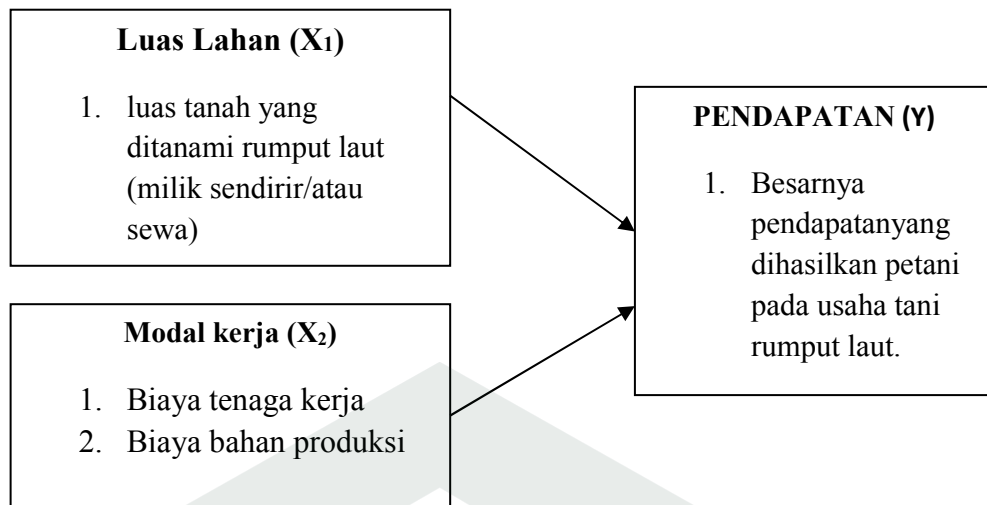 Luas Lahan (X₁)
1. luas tanah yang
ditanami rumput laut
(milik sendirir/atau
sewa)
PENDAPATAN (Y)
1. Besarnya
pendapatanyang
dihasilkan petani
pada usaha tani
rumput laut.
Modal kerja (X₂)
1. Biaya tenaga kerja
2. Biaya bahan produksi